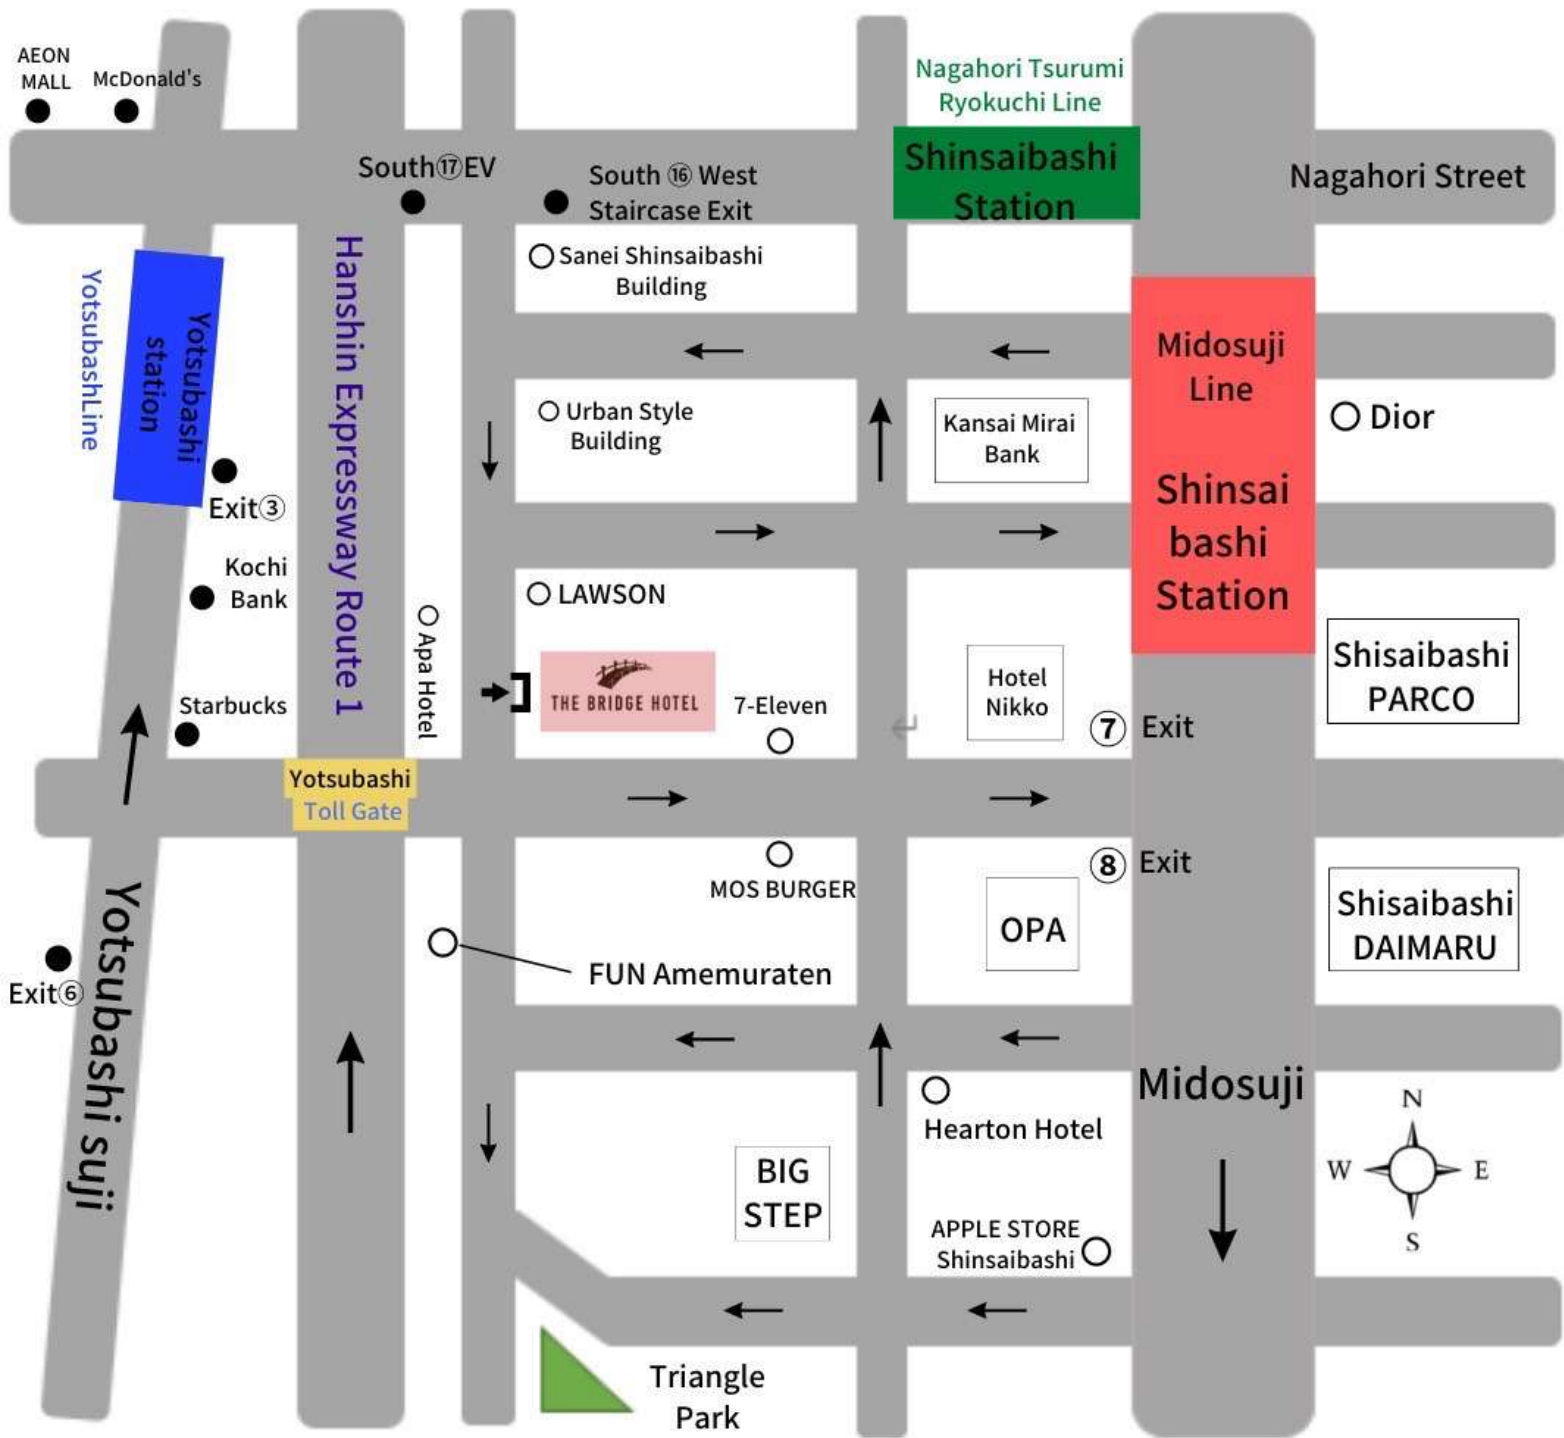 AEON
MALL
McDonald's
Nagahori Tsurumi
Ryokuchi Line
South⑰EV
South ⑯ West
Staircase Exit
Shinsaibashi
Station
Nagahori Street
Sanei Shinsaibashi
Building
YotsubashLine
Yotsubashi
station
Hanshin Expressway Route 1
Midosuji
Line
Urban Style
Building
Kansai Mirai
Bank
Dior
Exit③
Shinsai
bashi
Station
Kochi
Bank
LAWSON
Apa Hotel
THE BRIDGE HOTEL
7-Eleven
Hotel
Nikko
Shisaibashi
PARCO
Starbucks
⑦ Exit
Yotsubashi
Toll Gate
MOS BURGER
⑧ Exit
OPA
Shisaibashi
DAIMARU
Yotsubashi suji
Exit⑥
FUN Amemuraten
Midosuji
Hearton Hotel
N
W
E
S
BIG
STEP
APPLE STORE
Shinsaibashi
Triangle
Park